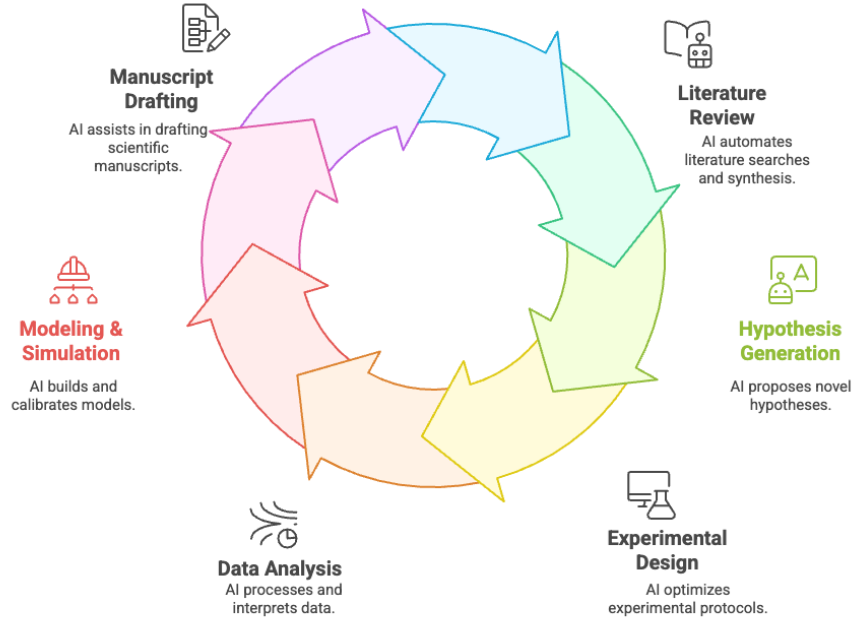 Manuscript
Drafting
AI assists in drafting
scientific
manuscripts.
Literature
Review
AI automates
literature searches
and synthesis.
Modeling &
Simulation
AI builds and
calibrates models.
Hypothesis
Generation
AI proposes novel
hypotheses.
Data Analysis
AI processes and
interprets data.
Experimental
Design
AI optimizes
experimental protocols.
A